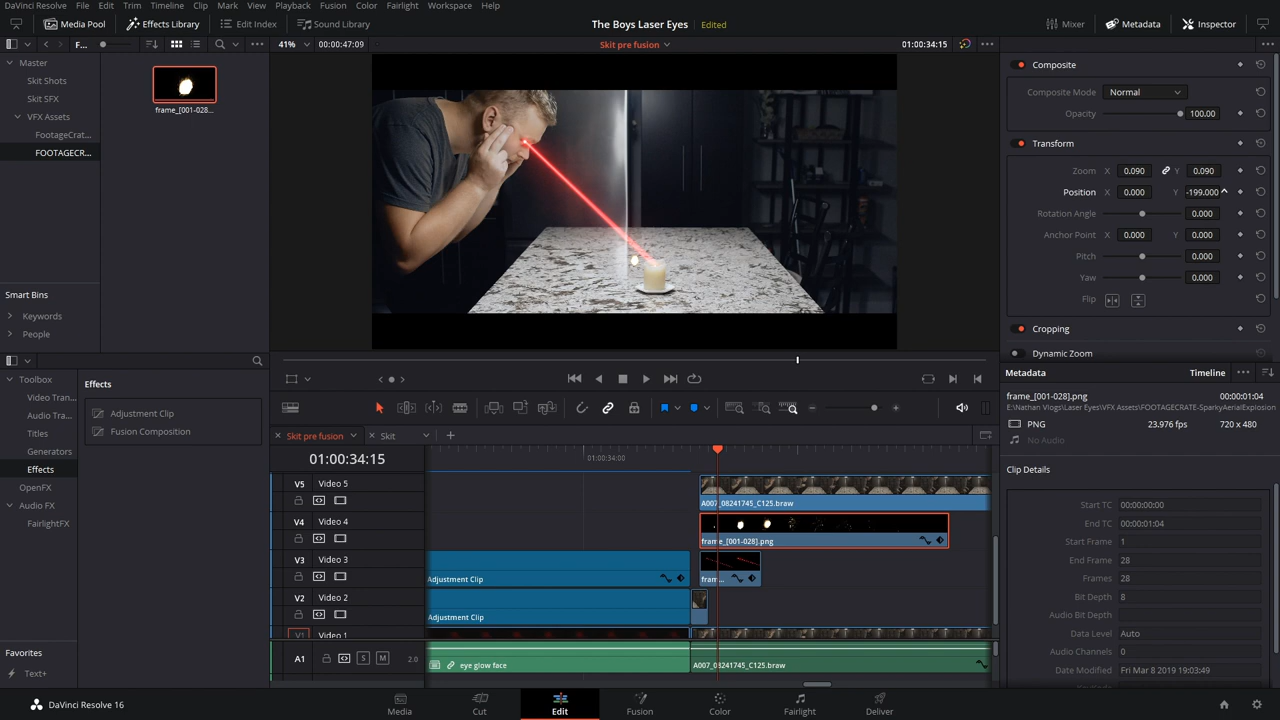 DaVinci Resolve File Edit Trim Timeline Clip Mark View Playback Fusion Color Fairlight Workspace Help
Media Pool Effects Library Edit Index Sound Library The Boys Laser Eyes Edited Mixer Metadata Inspector
F... 41% 00:00:47:09 Skit pre fusion 01:00:34:15
Master
Skit Shots
Skit SFX
VFX Assets
FootageCrat...
FOOTAGECR...
frame_[001-028...
Smart Bins
Keywords
People
Composite
Composite Mode Normal
Opacity 100.00
Transform
Zoom X 0.090 Y 0.090
Position X 0.000 Y -199.000
Rotation Angle 0.000
Anchor Point X 0.000 Y 0.000
Pitch 0.000
Yaw 0.000
Flip
Cropping
Dynamic Zoom
Toolbox
Video Tran...
Audio Tra...
Titles
Generators
Effects
OpenFX
Audio FX
FairlightFX
Favorites
Text+
Effects
Adjustment Clip
Fusion Composition
Skit pre fusion Skit
01:00:34:15 01:00:34:00
V5 Video 5
A007_08241745_C125.braw
V4 Video 4
frame_[001-028].png
V3 Video 3
Adjustment Clip fram...
V2 Video 2
Adjustment Clip
V1 Video 1
A1 S M 2.0 eye glow face A007_08241745_C125.braw
Metadata Timeline
frame_[001-028].png 00:00:01:04
E:\Nathan Vlogs\Laser Eyes\VFX Assets\FOOTAGECRATE-SparkyAerialExplosion
PNG 23.976 fps 720 x 480
No Audio
Clip Details
Start TC 00:00:00:00
End TC 00:00:01:04
Start Frame 1
End Frame 28
Frames 28
Bit Depth 8
Audio Bit Depth
Data Level Auto
Audio Channels 0
Date Modified Fri Mar 8 2019 19:03:49
DaVinci Resolve 16 Media Cut Edit Fusion Color Fairlight Deliver